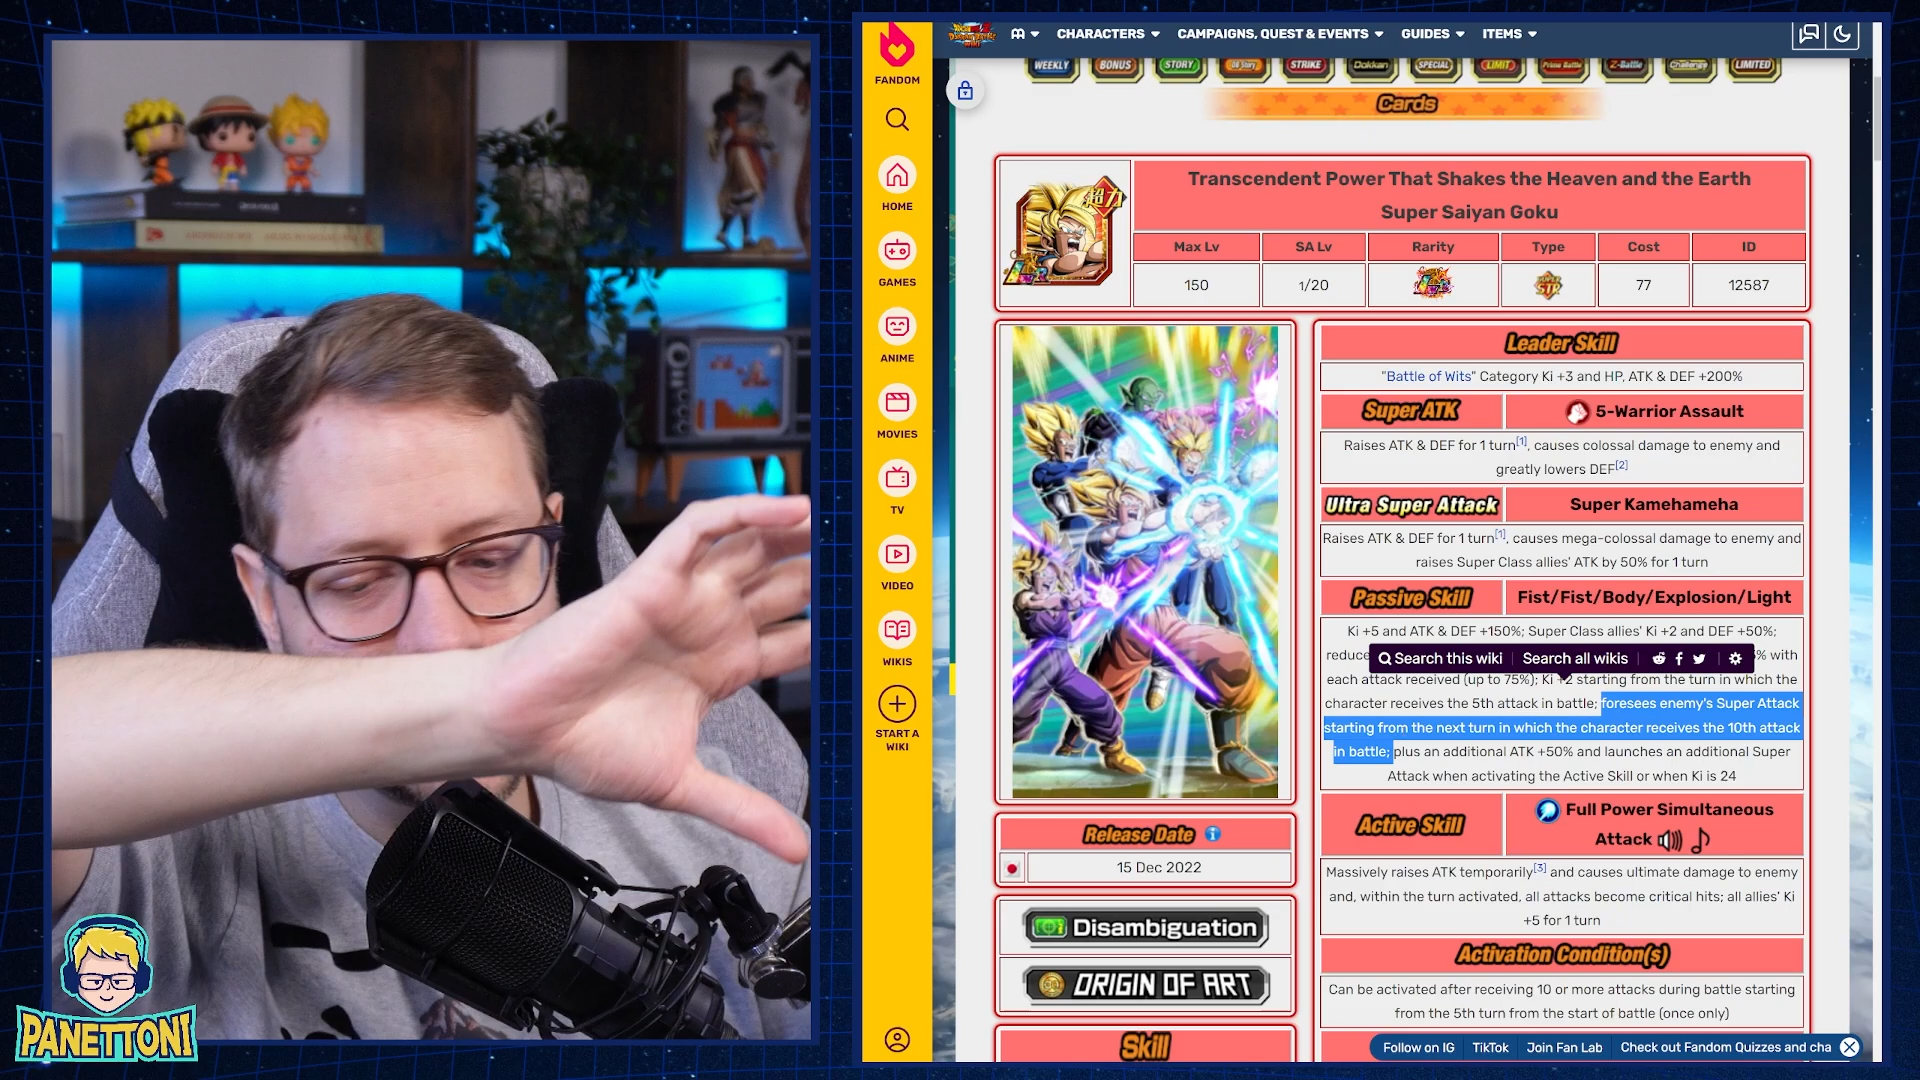 CHARACTERS
CAMPAIGNS, QUEST & EVENTS
GUIDES
ITEMS
FANDOM
HOME
GAMES
ANIME
MOVIES
TV
VIDEO
WIKIS
START A
WIKI
WEEKLY
BONUS
STORY
STRIKE
Dokkan
SPECIAL
LIMIT
Z-Battle
Challenge
LIMITED
Cards
Transcendent Power That Shakes the Heaven and the Earth
Super Saiyan Goku
Max Lv
SA Lv
Rarity
Type
Cost
ID
150
1/20
77
12587
超力
Leader Skill
"Battle of Wits" Category Ki +3 and HP, ATK & DEF +200%
Super ATK
5-Warrior Assault
Raises ATK & DEF for 1 turn[1], causes colossal damage to enemy and
greatly lowers DEF[2]
Ultra Super Attack
Super Kamehameha
Raises ATK & DEF for 1 turn[1], causes mega-colossal damage to enemy and
raises Super Class allies' ATK by 50% for 1 turn
Passive Skill
Fist/Fist/Body/Explosion/Light
Ki +5 and ATK & DEF +150%; Super Class allies' Ki +2 and DEF +50%;
reduce
Search this wiki
Search all wikis
% with
each attack received (up to 75%); Ki +2 starting from the turn in which the
character receives the 5th attack in battle; foresees enemy's Super Attack
starting from the next turn in which the character receives the 10th attack
in battle; plus an additional ATK +50% and launches an additional Super
Attack when activating the Active Skill or when Ki is 24
Active Skill
Full Power Simultaneous
Attack
Massively raises ATK temporarily[3] and causes ultimate damage to enemy
and, within the turn activated, all attacks become critical hits; all allies' Ki
+5 for 1 turn
Activation Condition(s)
Can be activated after receiving 10 or more attacks during battle starting
from the 5th turn from the start of battle (once only)
Release Date
15 Dec 2022
Disambiguation
ORIGIN OF ART
Skill
Follow on IG
TikTok
Join Fan Lab
Check out Fandom Quizzes and cha
PANETTONI